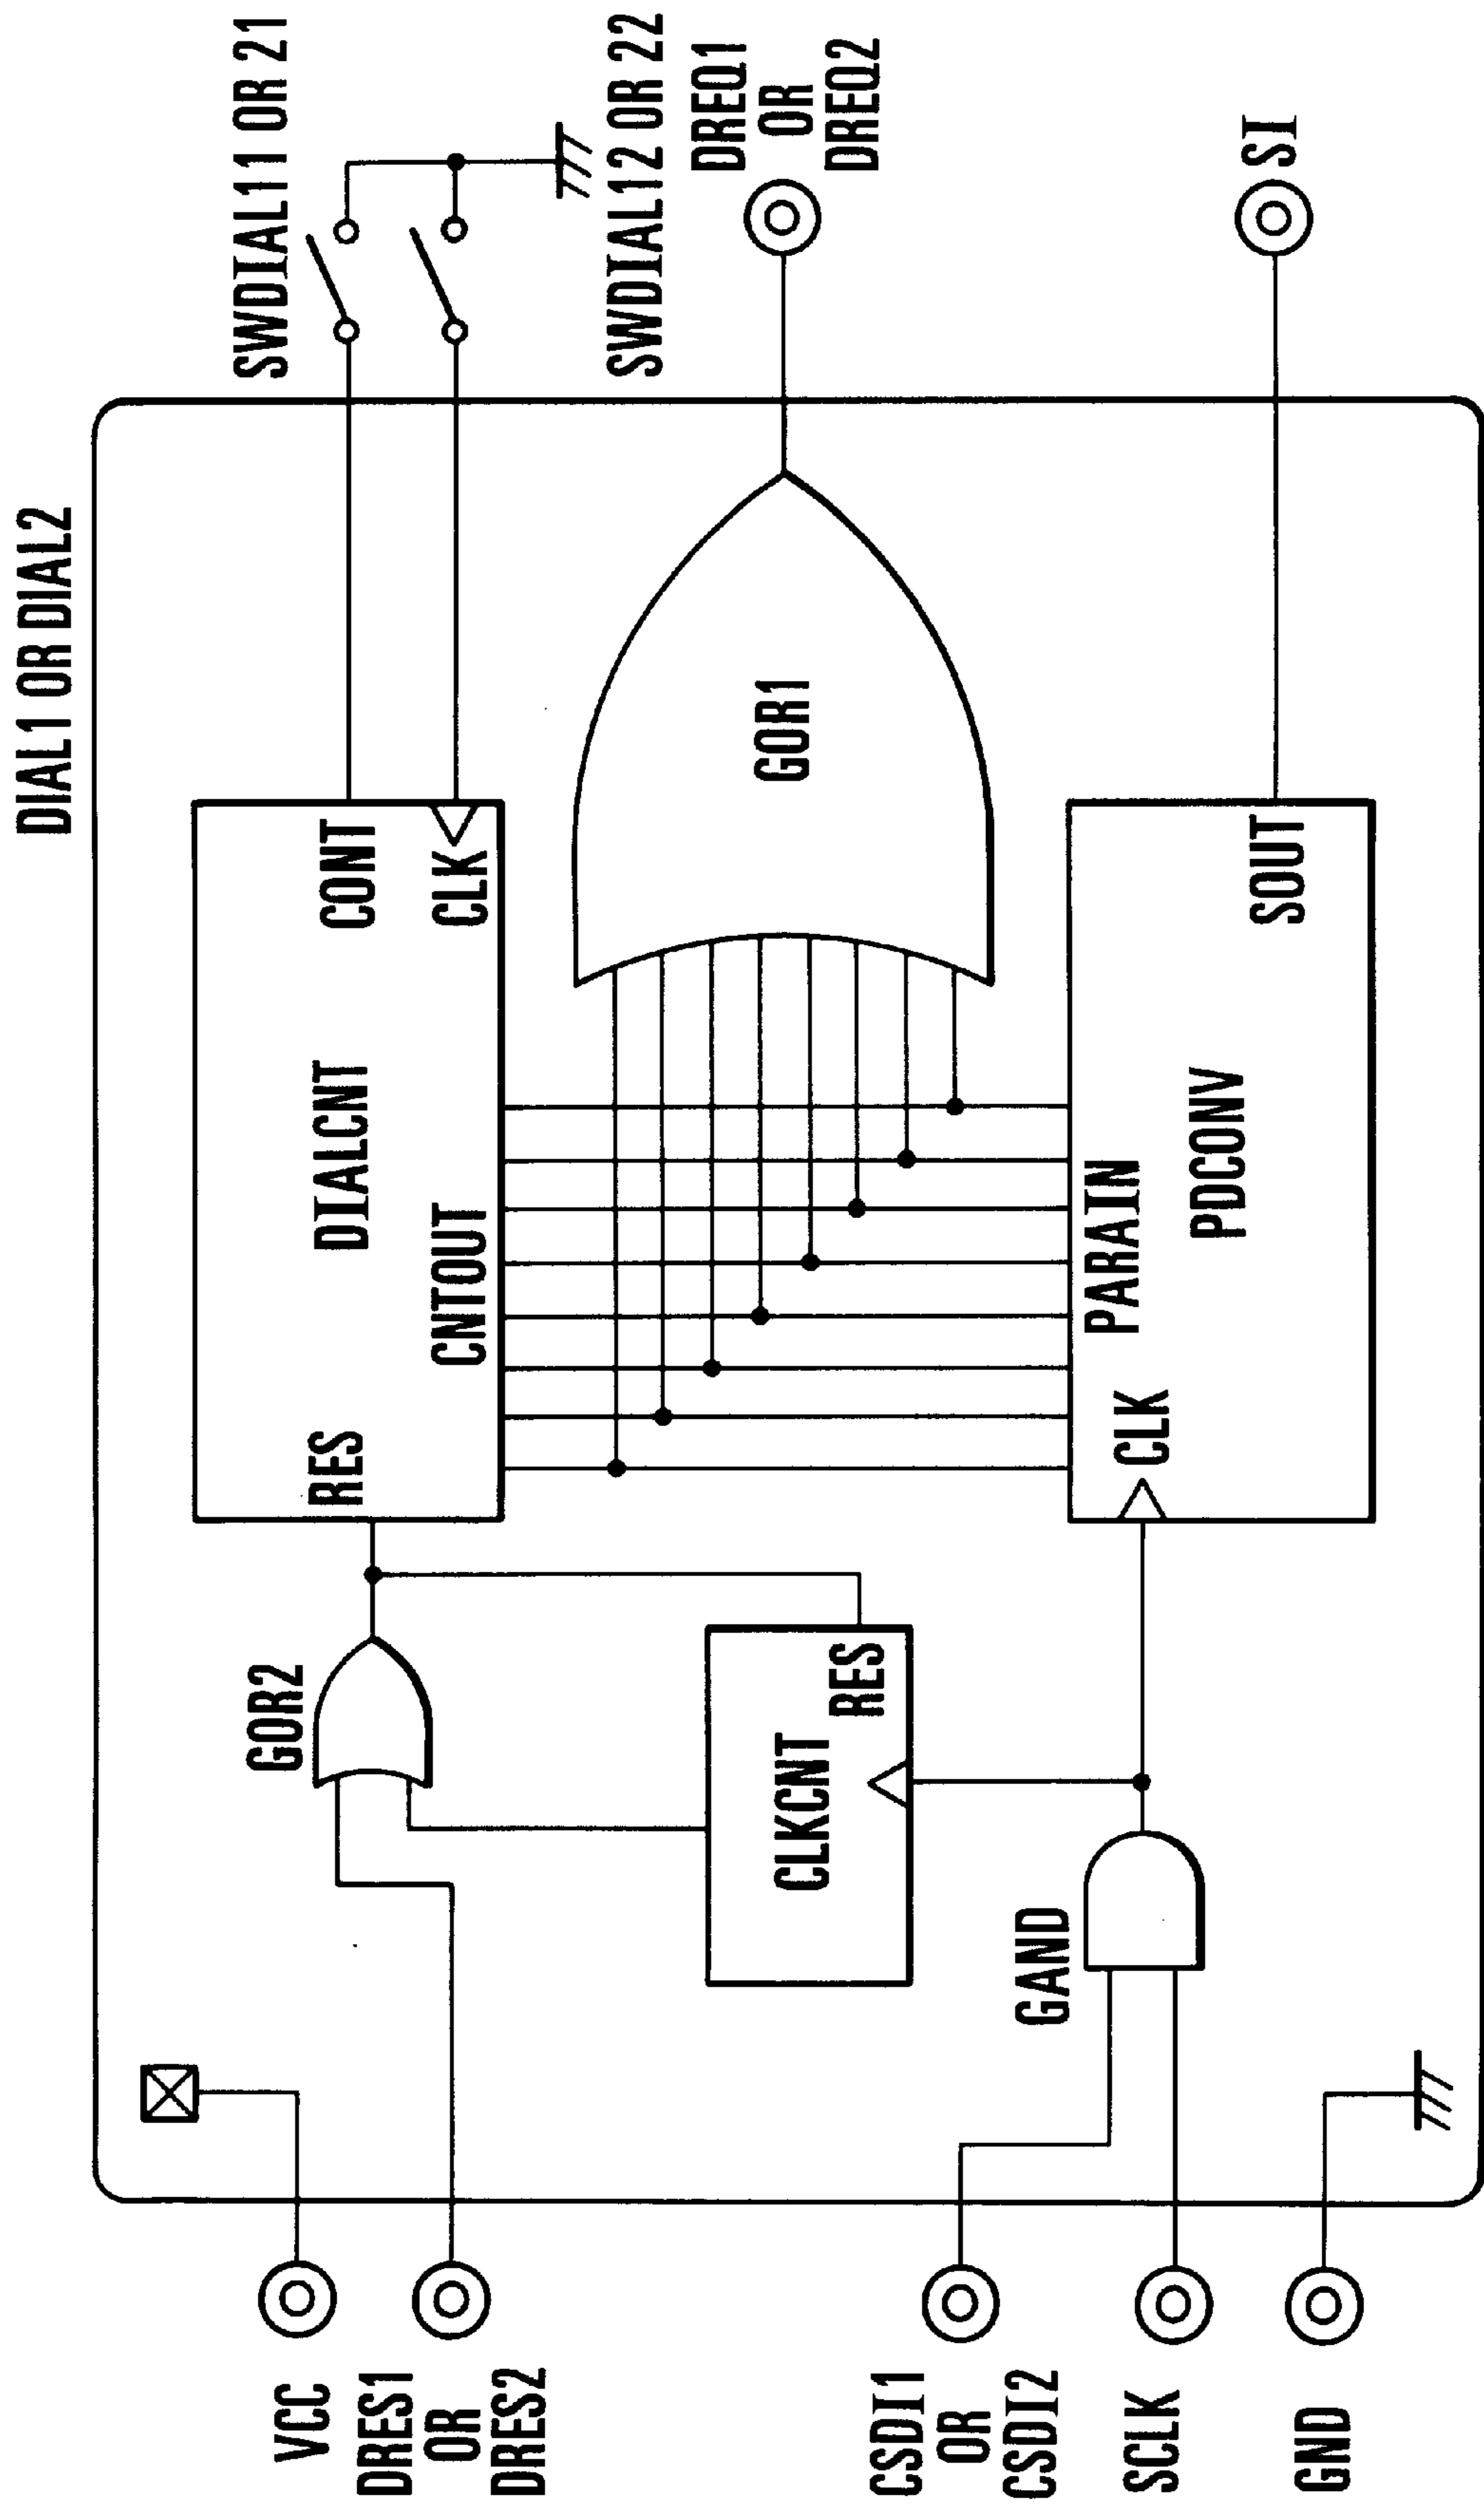 DIAL1 OR DIAL2
SWDIAL11 OR 21
SWDIAL12 OR 22
DREQ1
OR
DREQ2
SI
DIALCNT
RES
CONT
CLK
CNTOUT
GOR1
GOR2
CLKCNT
RES
GAND
PARAIN
PDCONV
CLK
SOUT
VCC
DRES1
OR
DRES2
CSDI1
OR
CSDI2
SCLK
GND